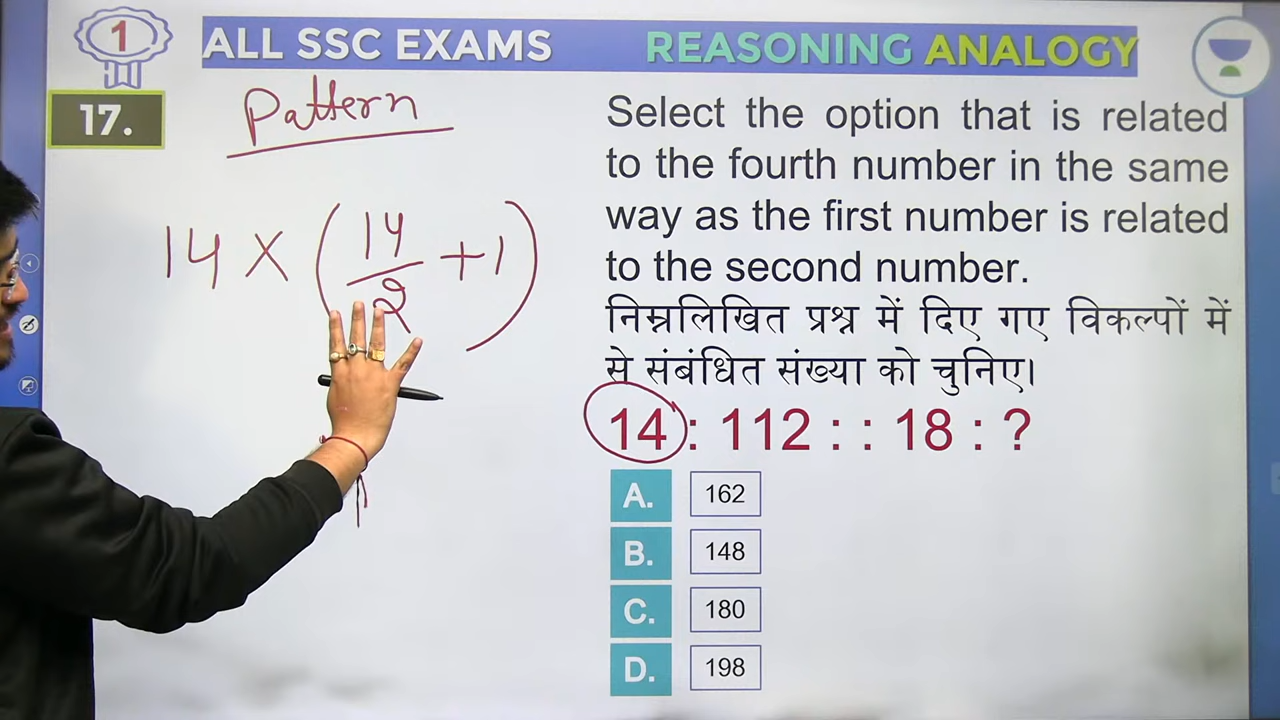 1
ALL SSC EXAMS REASONING ANALOGY
17.
Pattern
14 × (14/2 + 1)
Select the option that is related
to the fourth number in the same
way as the first number is related
to the second number.
निम्नलिखित प्रश्न में दिए गए विकल्पों में
से संबंधित संख्या को चुनिए।
14 : 112 : : 18 : ?
A. 162
B. 148
C. 180
D. 198